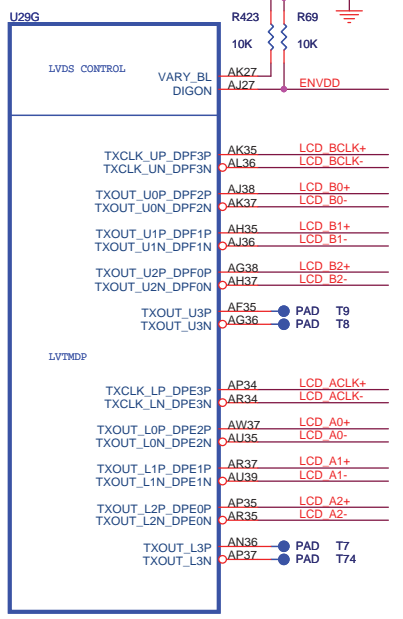 U29G
R423 R69
10K 10K
LVDS CONTROL
VARY_BL AK27
DIGON AJ27 ENVDD
TXCLK_UP_DPF3P AK35 LCD_BCLK+
TXCLK_UN_DPF3N AL36 LCD_BCLK-
TXOUT_U0P_DPF2P AJ38 LCD_B0+
TXOUT_U0N_DPF2N AK37 LCD_B0-
TXOUT_U1P_DPF1P AH35 LCD_B1+
TXOUT_U1N_DPF1N AJ36 LCD_B1-
TXOUT_U2P_DPF0P AG38 LCD_B2+
TXOUT_U2N_DPF0N AH37 LCD_B2-
TXOUT_U3P AF35 PAD T9
TXOUT_U3N AG36 PAD T8
LVTMDP
TXCLK_LP_DPE3P AP34 LCD_ACLK+
TXCLK_LN_DPE3N AR34 LCD_ACLK-
TXOUT_L0P_DPE2P AW37 LCD_A0+
TXOUT_L0N_DPE2N AU35 LCD_A0-
TXOUT_L1P_DPE1P AR37 LCD_A1+
TXOUT_L1N_DPE1N AU39 LCD_A1-
TXOUT_L2P_DPE0P AP35 LCD_A2+
TXOUT_L2N_DPE0N AR35 LCD_A2-
TXOUT_L3P AN36 PAD T7
TXOUT_L3N AP37 PAD T74